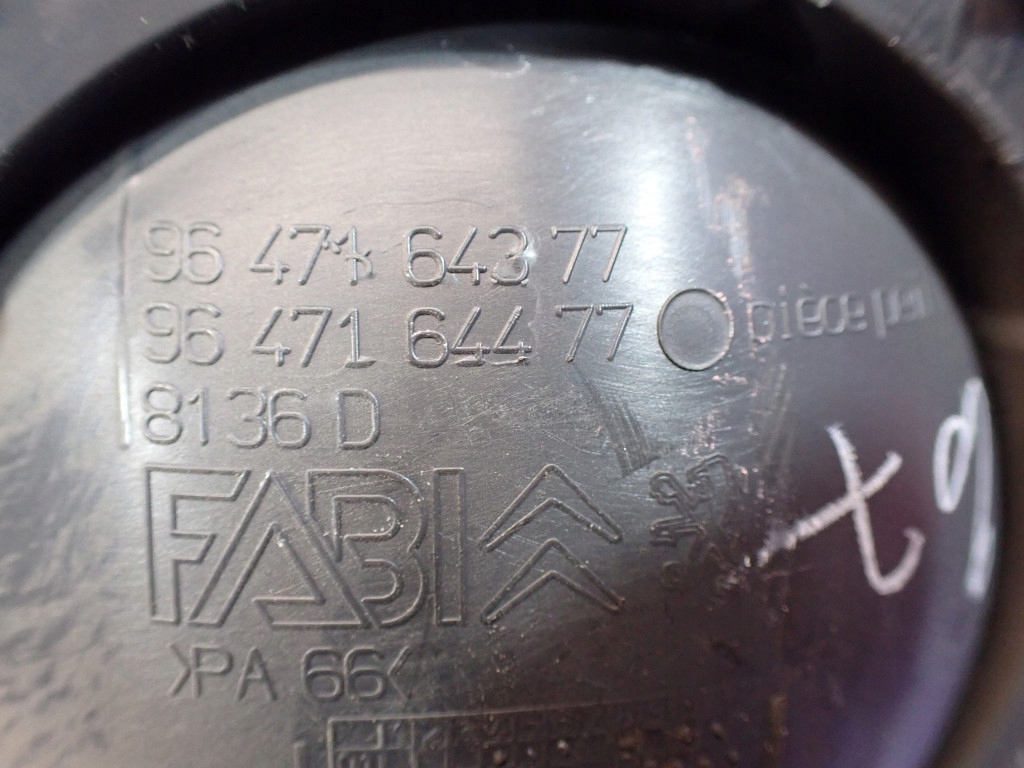 96 471 643 77
96 471 644 77 Pièce
8136 D
FABI
>PA 66<